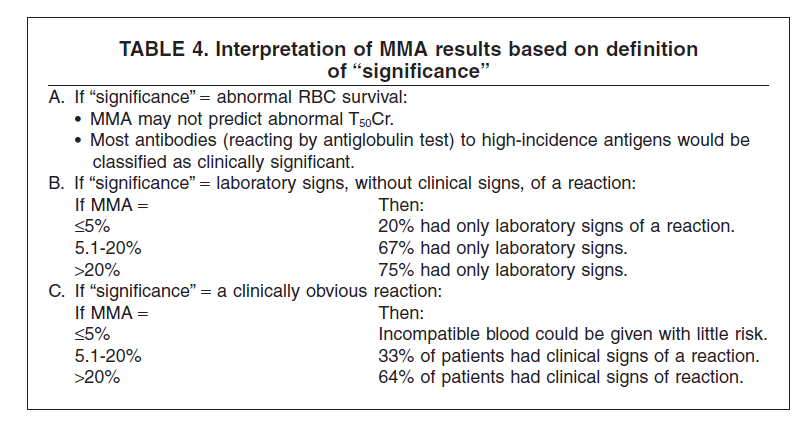 TABLE 4. Interpretation of MMA results based on definition
of “significance”
A. If “significance” = abnormal RBC survival:
• MMA may not predict abnormal T50Cr.
• Most antibodies (reacting by antiglobulin test) to high-incidence antigens would be
classified as clinically significant.
B. If “significance” = laboratory signs, without clinical signs, of a reaction:
If MMA = Then:
≤5% 20% had only laboratory signs of a reaction.
5.1-20% 67% had only laboratory signs.
>20% 75% had only laboratory signs.
C. If “significance” = a clinically obvious reaction:
If MMA = Then:
≤5% Incompatible blood could be given with little risk.
5.1-20% 33% of patients had clinical signs of a reaction.
>20% 64% of patients had clinical signs of reaction.